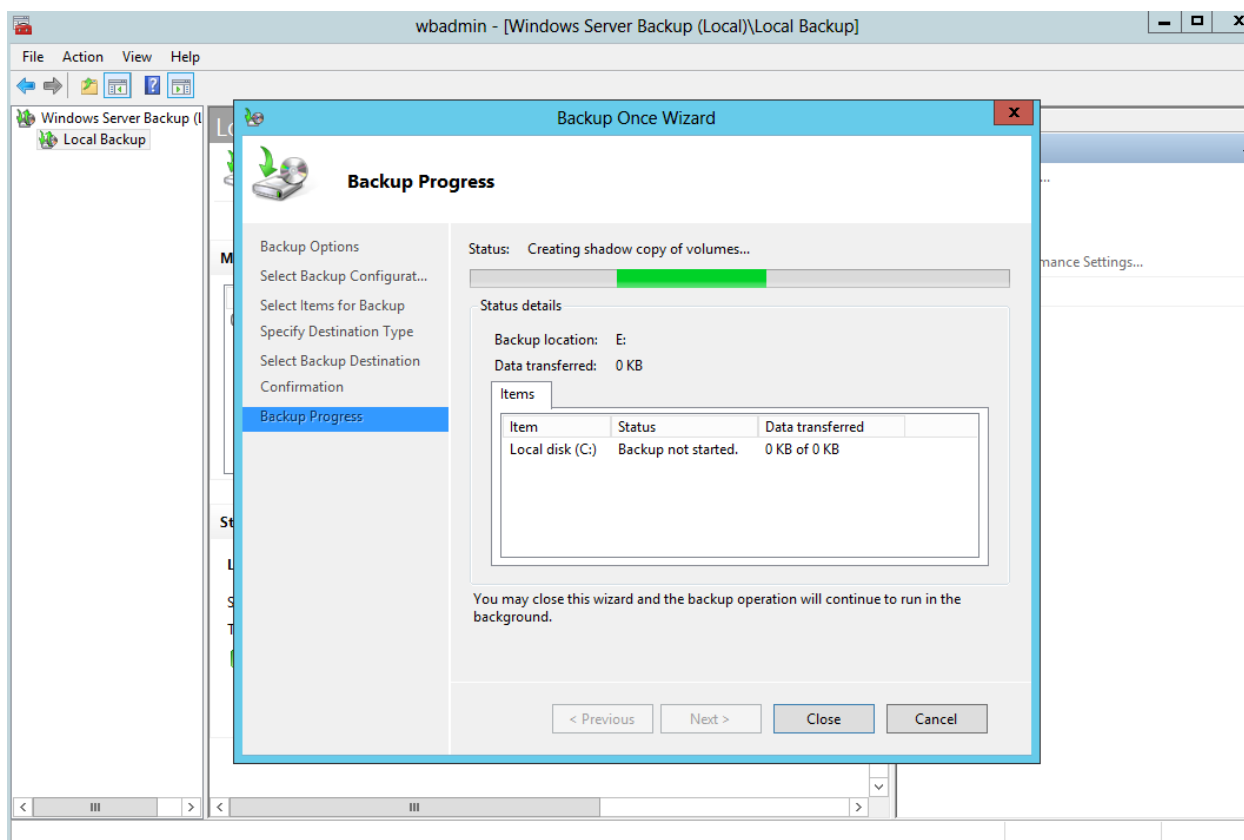 wbadmin - [Windows Server Backup (Local)\Local Backup]
File Action View Help
Windows Server Backup (L
Local Backup
Lo
Backup Once Wizard
Backup Progress
Backup Options
Select Backup Configurat...
Select Items for Backup
Specify Destination Type
Select Backup Destination
Confirmation
Backup Progress
Status: Creating shadow copy of volumes...
Status details
Backup location: E:
Data transferred: 0 KB
Items
Item Status Data transferred
Local disk (C:) Backup not started. 0 KB of 0 KB
You may close this wizard and the backup operation will continue to run in the
background.
< Previous Next > Close Cancel
M
St
L
S
T
...
mance Settings...